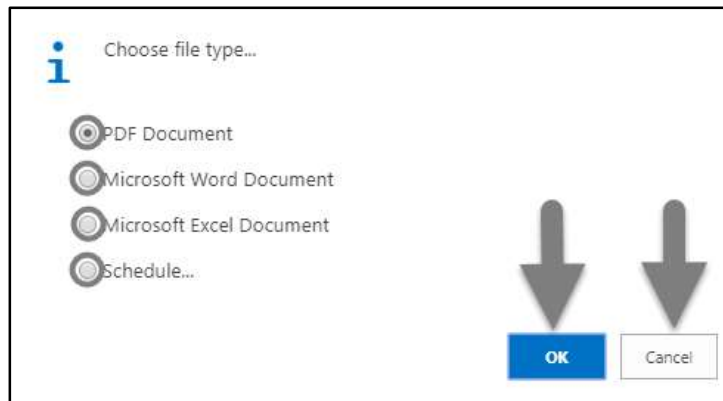 Choose file type...
PDF Document
Microsoft Word Document
Microsoft Excel Document
Schedule...
OK
Cancel